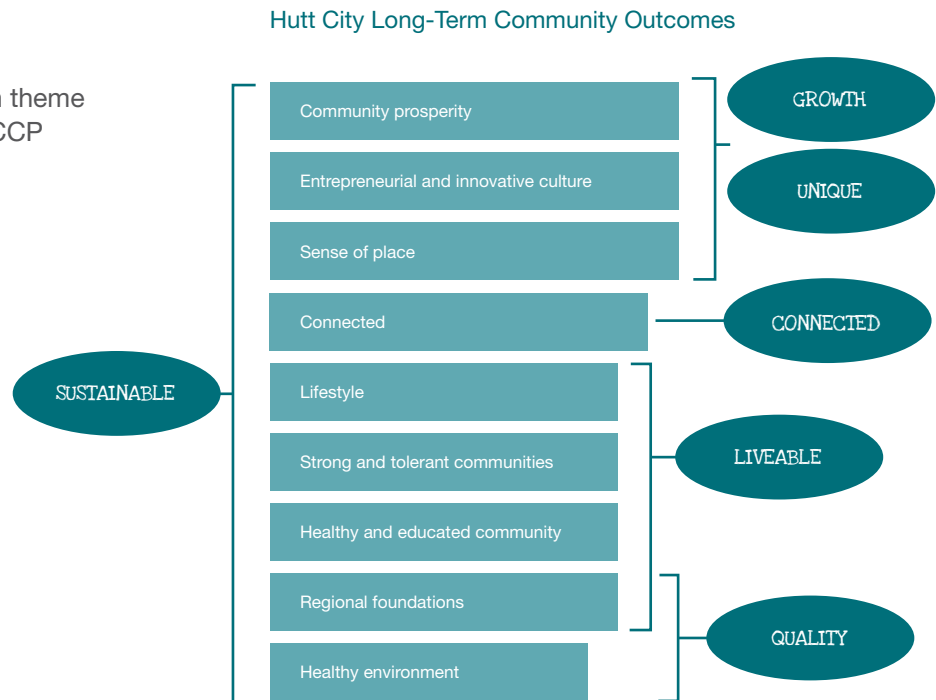 Hutt City Long-Term Community Outcomes
theme
CCP
Community prosperity
Entrepreneurial and innovative culture
Sense of place
Connected
Lifestyle
Strong and tolerant communities
Healthy and educated community
Regional foundations
Healthy environment
SUSTAINABLE
GROWTH
UNIQUE
CONNECTED
LIVEABLE
QUALITY